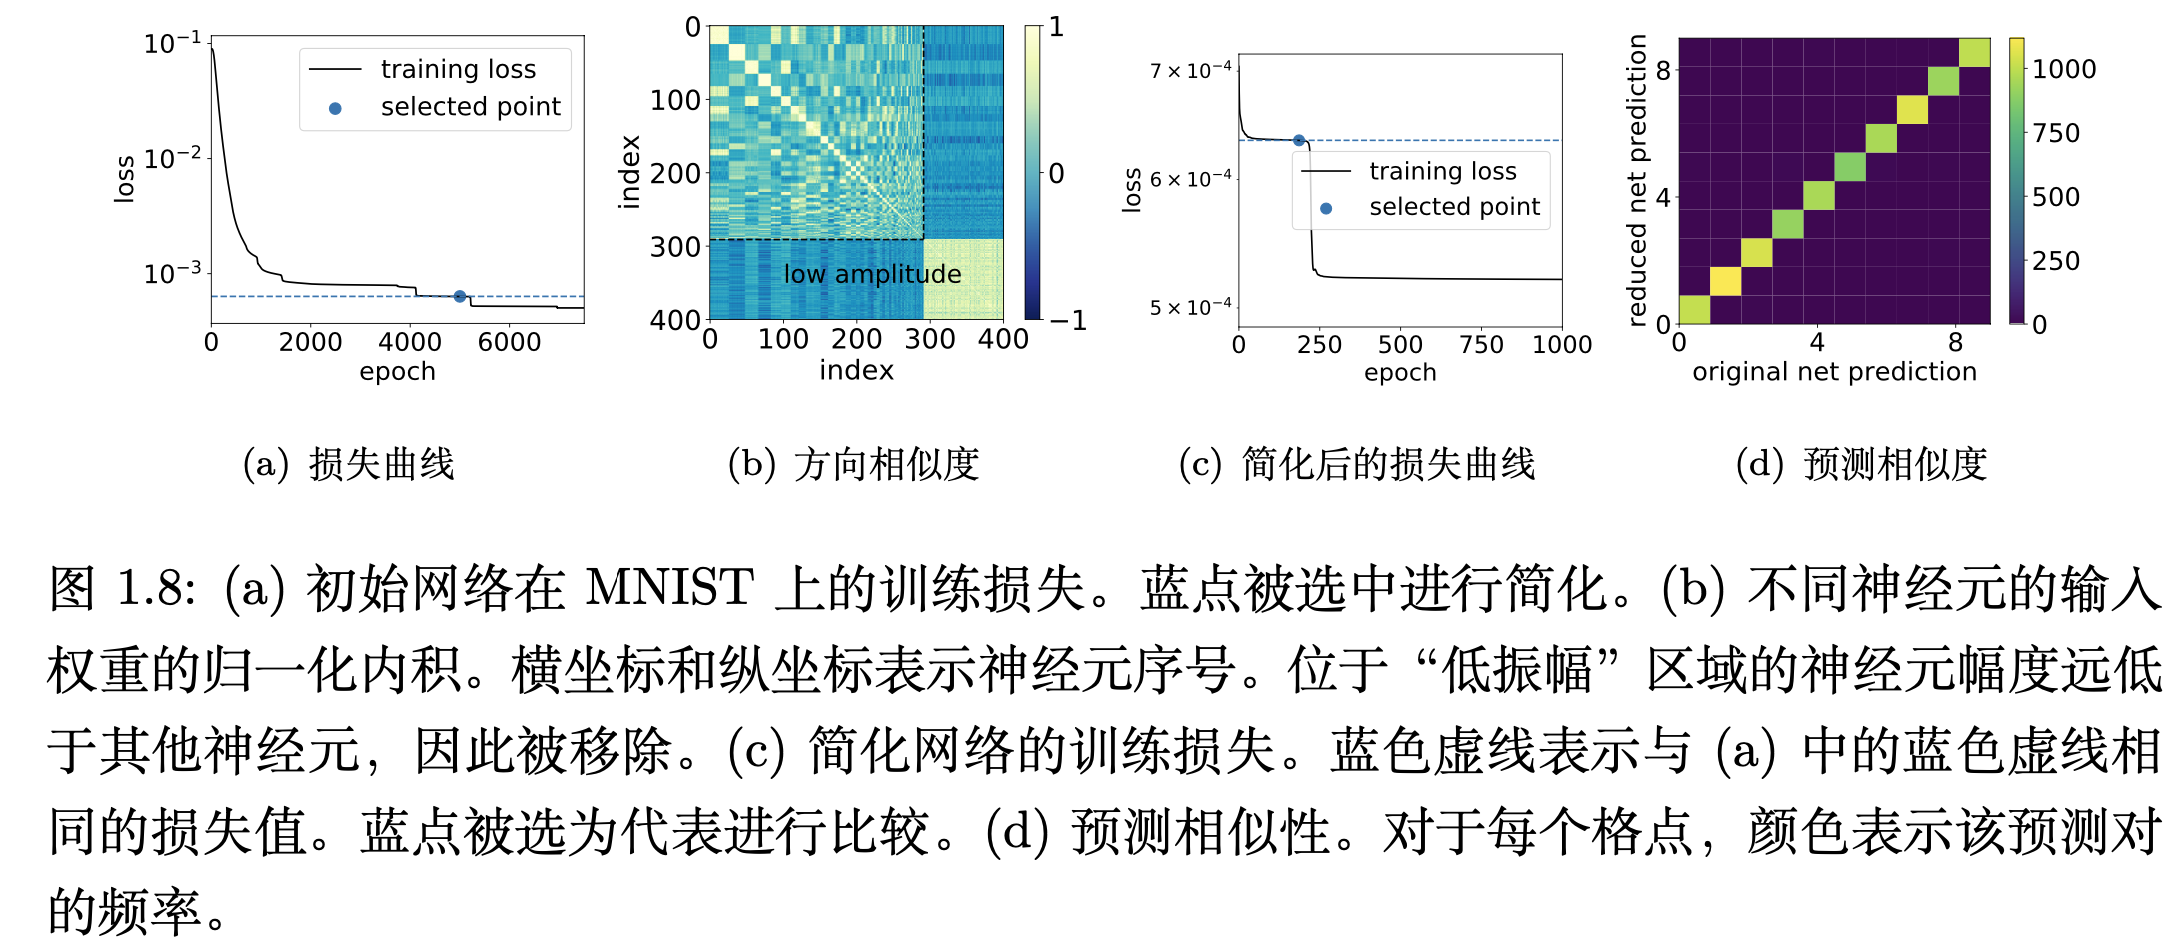 10⁻¹
10⁻²
10⁻³
loss
training loss
selected point
0
2000
4000
6000
epoch
0
100
200
300
400
index
low amplitude
0
100
200
300
400
index
1
0
−1
7 × 10⁻⁴
6 × 10⁻⁴
5 × 10⁻⁴
loss
training loss
selected point
0
250
500
750
1000
epoch
8
4
0
reduced net prediction
0
4
8
original net prediction
1000
750
500
250
0
(a) 损失曲线
(b) 方向相似度
(c) 简化后的损失曲线
(d) 预测相似度
图 1.8: (a) 初始网络在 MNIST 上的训练损失。蓝点被选中进行简化。(b) 不同神经元的输入
权重的归一化内积。横坐标和纵坐标表示神经元序号。位于“低振幅”区域的神经元幅度远低
于其他神经元，因此被移除。(c) 简化网络的训练损失。蓝色虚线表示与 (a) 中的蓝色虚线相
同的损失值。蓝点被选为代表进行比较。(d) 预测相似性。对于每个格点，颜色表示该预测对
的频率。